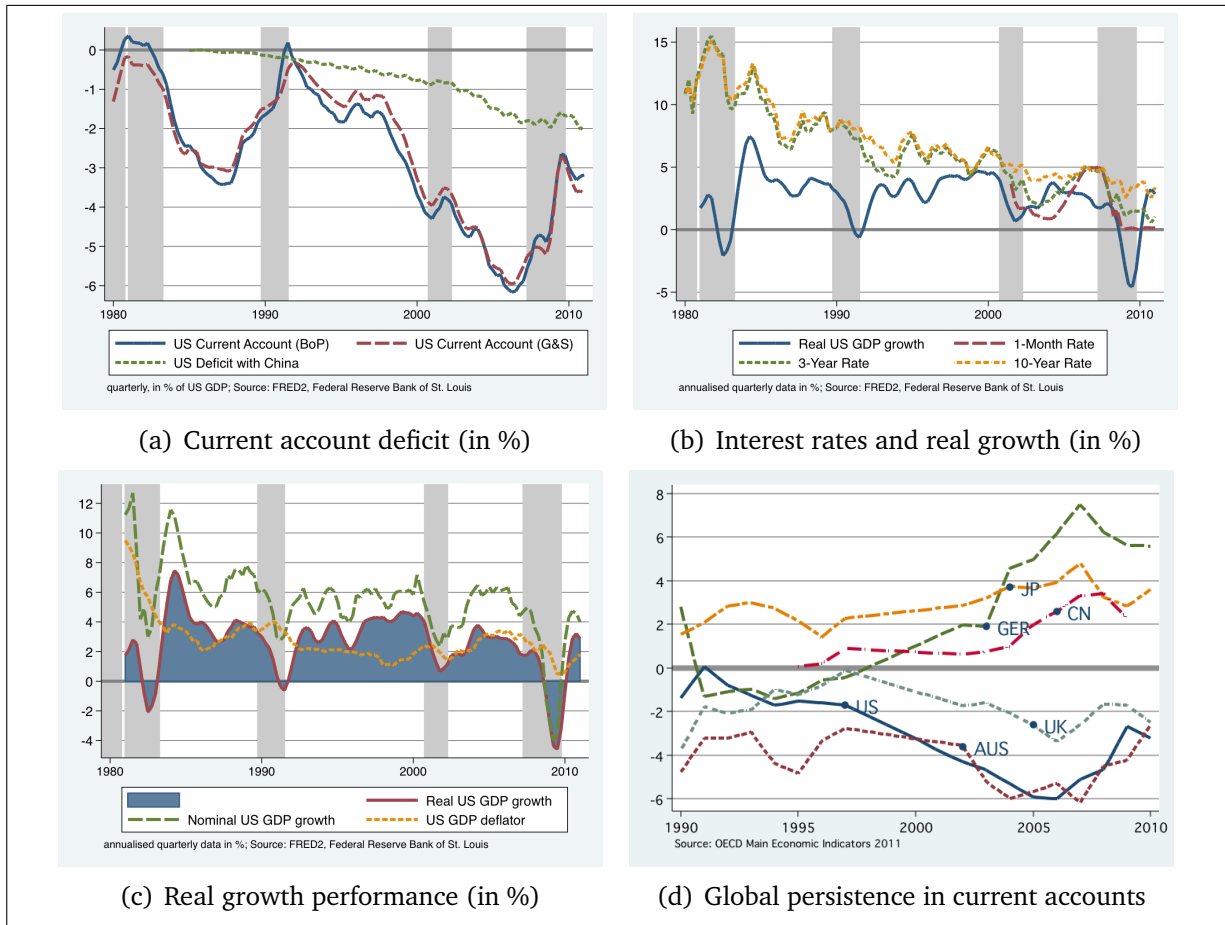 0
-1
-2
-3
-4
-5
-6
1980
1990
2000
2010
US Current Account (BoP)
US Current Account (G&S)
US Deficit with China
quarterly, in % of US GDP; Source: FRED2, Federal Reserve Bank of St. Louis
(a) Current account deficit (in %)
15
10
5
0
-5
1980
1990
2000
2010
Real US GDP growth
1-Month Rate
3-Year Rate
10-Year Rate
annualised quarterly data in %; Source: FRED2, Federal Reserve Bank of St. Louis
(b) Interest rates and real growth (in %)
12
10
8
6
4
2
0
-2
-4
1980
1990
2000
2010
Real US GDP growth
Nominal US GDP growth
US GDP deflator
annualised quarterly data in %; Source: FRED2, Federal Reserve Bank of St. Louis
(c) Real growth performance (in %)
8
6
4
2
0
-2
-4
-6
JP
CN
GER
US
UK
AUS
1990
1995
2000
2005
2010
Source: OECD Main Economic Indicators 2011
(d) Global persistence in current accounts